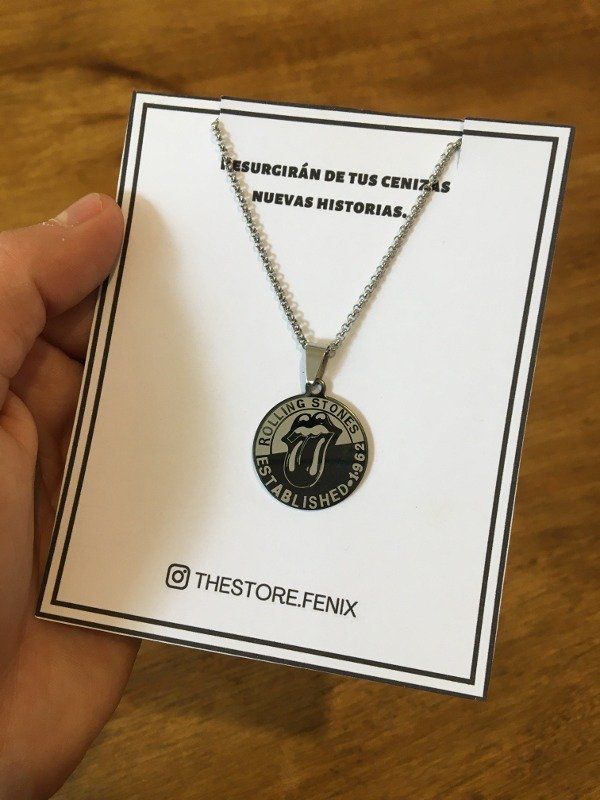 RESURGIRÁN DE TUS CENIZAS
NUEVAS HISTORIAS.
ROLLING STONES
ESTABLISHED•1962
THESTORE.FENIX